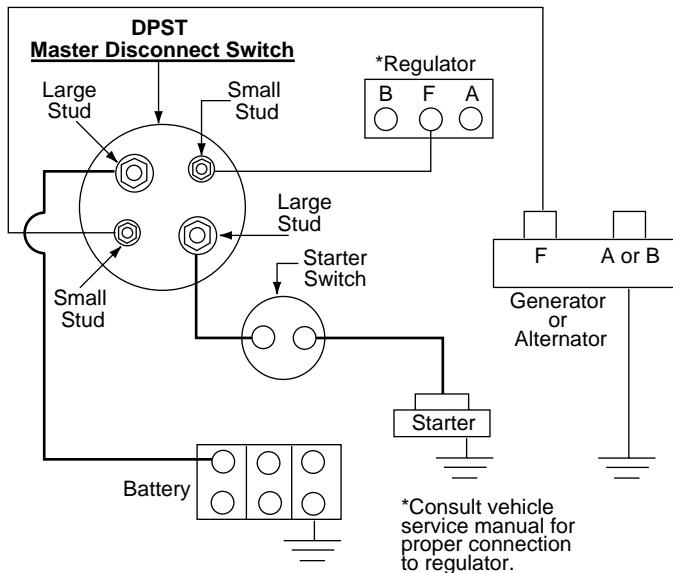 DPST
Master Disconnect Switch
*Regulator
B F A
Large
Stud
Small
Stud
Large
Stud
Small
Stud
Starter
Switch
F A or B
Generator
or
Alternator
Starter
Battery
*Consult vehicle
service manual for
proper connection
to regulator.